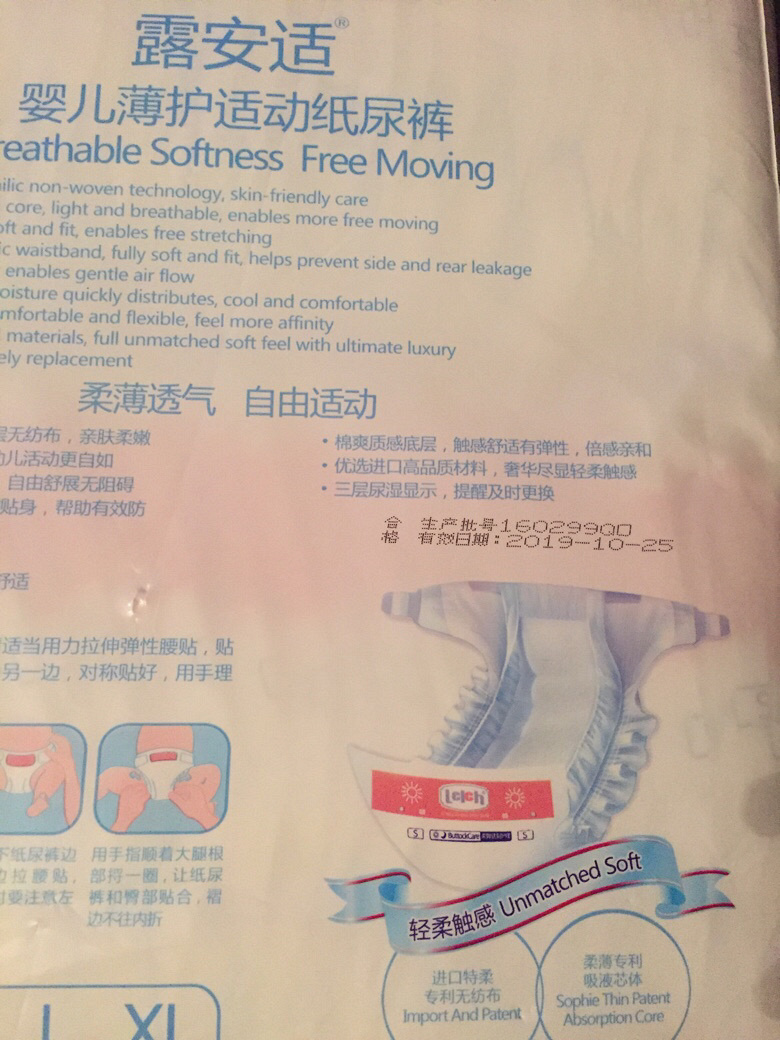 露安适®
婴儿薄护适动纸尿裤
Breathable Softness Free Moving
non-woven technology, skin-friendly care
core, light and breathable, enables more free moving
and fit, enables free stretching
waistband, fully soft and fit, helps prevent side and rear leakage
enables gentle air flow
quickly distributes, cool and comfortable
and flexible, feel more affinity
materials, full unmatched soft feel with ultimate luxury
replacement
柔薄透气 自由适动
无纺布，亲肤柔嫩
儿活动更自如
自由舒展无阻碍
贴身，帮助有效防
• 棉爽质感底层，触感舒适有弹性，倍感亲和
• 优选进口高品质材料，奢华尽显轻柔触感
• 三层尿湿显示，提醒及时更换
合格
生产批号160299QD
有效日期：2019-10-25
舒适
适当用力拉伸弹性腰贴，贴
另一边，对称贴好，用手理
纸尿裤边
拉腰贴，
要注意左
用手指顺着大腿根
部捋一圈，让纸尿
裤和臀部贴合，褶
边不往内折
Lelch
S ButtockCare S
轻柔触感 Unmatched Soft
进口特柔
专利无纺布
Import And Patent
柔薄专利
吸液芯体
Sophie Thin Patent
Absorption Core
L XL